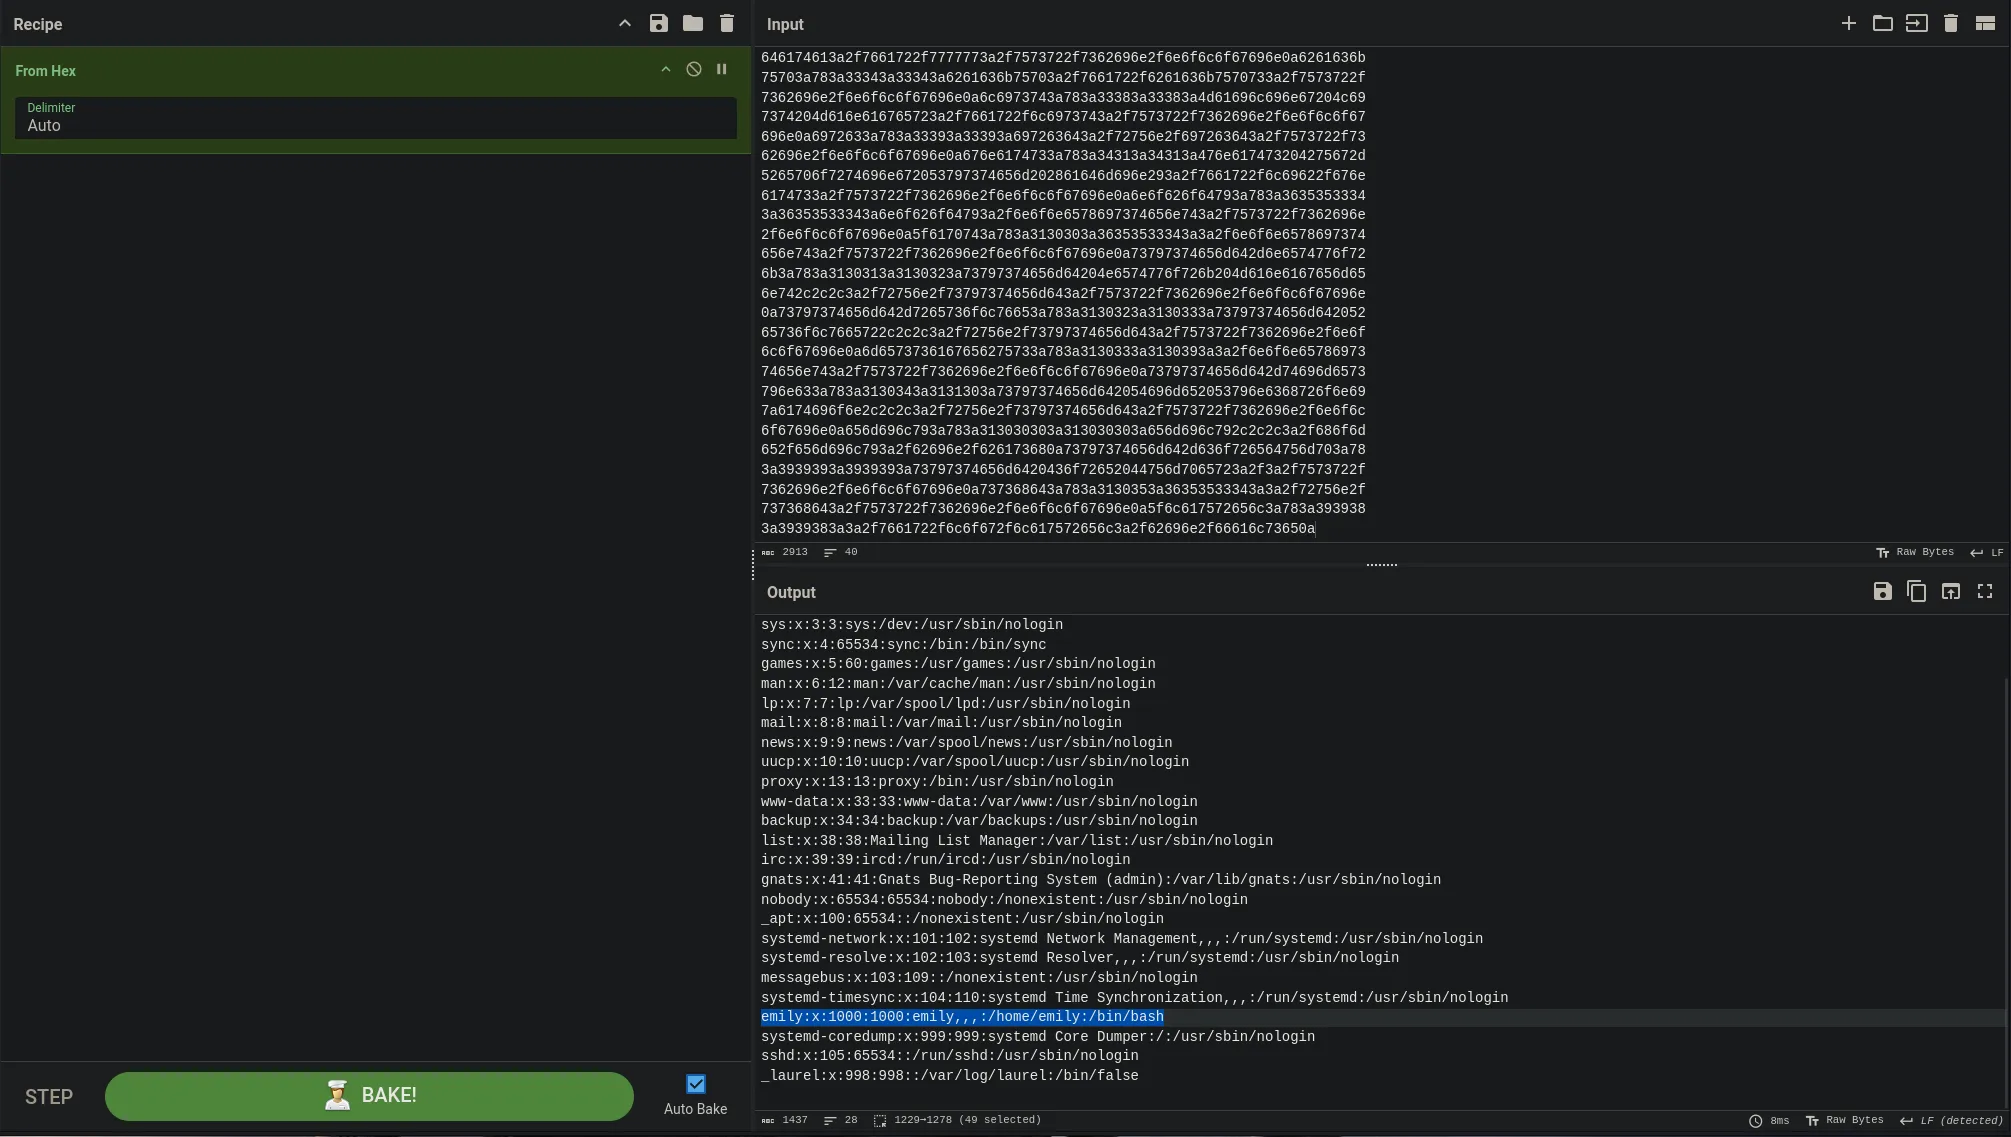 Recipe
From Hex
Delimiter
Auto
STEP
BAKE!
Auto Bake
Input
646174613a2f7661722f7777773a2f7573722f7362696e2f6e6f6c6f67696e0a6261636b
75703a783a33343a33343a6261636b75703a2f7661722f6261636b7570733a2f7573722f
7362696e2f6e6f6c6f67696e0a6c6973743a783a33383a33383a4d61696c696e67204c69
7374204d616e616765723a2f7661722f6c6973743a2f7573722f7362696e2f6e6f6c6f67
696e0a6972633a783a33393a33393a697263643a2f72756e2f697263643a2f7573722f73
62696e2f6e6f6c6f67696e0a676e6174733a783a34313a34313a476e617473204275672d
5265706f7274696e672053797374656d202861646d696e293a2f7661722f6c69622f676e
6174733a2f7573722f7362696e2f6e6f6c6f67696e0a6e6f626f64793a783a3635353334
3a36353533343a6e6f626f64793a2f6e6f6e6578697374656e743a2f7573722f7362696e
2f6e6f6c6f67696e0a5f6170743a783a3130303a36353533343a3a2f6e6f6e6578697374
656e743a2f7573722f7362696e2f6e6f6c6f67696e0a73797374656d642d6e6574776f72
6b3a783a3130313a3130323a73797374656d64204e6574776f726b204d616e6167656d65
6e742c2c2c3a2f72756e2f73797374656d643a2f7573722f7362696e2f6e6f6c6f67696e
0a73797374656d642d7265736f6c76653a783a3130323a3130333a73797374656d642052
65736f6c7665722c2c2c3a2f72756e2f73797374656d643a2f7573722f7362696e2f6e6f
6c6f67696e0a6d6573736167656275733a783a3130333a3130393a3a2f6e6f6e65786973
74656e743a2f7573722f7362696e2f6e6f6c6f67696e0a73797374656d642d74696d6573
796e633a783a3130343a3131303a73797374656d642054696d652053796e6368726f6e69
7a6174696f6e2c2c2c3a2f72756e2f73797374656d643a2f7573722f7362696e2f6e6f6c
6f67696e0a656d696c793a783a313030303a313030303a656d696c792c2c2c3a2f686f6d
652f656d696c793a2f62696e2f626173680a73797374656d642d636f726564756d703a78
3a3939393a3939393a73797374656d6420436f72652044756d7065723a2f3a2f7573722f
7362696e2f6e6f6c6f67696e0a737368643a783a3130353a36353533343a3a2f72756e2f
737368643a2f7573722f7362696e2f6e6f6c6f67696e0a5f6c617572656c3a783a393938
3a3939383a3a2f7661722f6c6f672f6c617572656c3a2f62696e2f66616c73650a
ABC 2913 40 Raw Bytes LF
Output
sys:x:3:3:sys:/dev:/usr/sbin/nologin
sync:x:4:65534:sync:/bin:/bin/sync
games:x:5:60:games:/usr/games:/usr/sbin/nologin
man:x:6:12:man:/var/cache/man:/usr/sbin/nologin
lp:x:7:7:lp:/var/spool/lpd:/usr/sbin/nologin
mail:x:8:8:mail:/var/mail:/usr/sbin/nologin
news:x:9:9:news:/var/spool/news:/usr/sbin/nologin
uucp:x:10:10:uucp:/var/spool/uucp:/usr/sbin/nologin
proxy:x:13:13:proxy:/bin:/usr/sbin/nologin
www-data:x:33:33:www-data:/var/www:/usr/sbin/nologin
backup:x:34:34:backup:/var/backups:/usr/sbin/nologin
list:x:38:38:Mailing List Manager:/var/list:/usr/sbin/nologin
irc:x:39:39:ircd:/run/ircd:/usr/sbin/nologin
gnats:x:41:41:Gnats Bug-Reporting System (admin):/var/lib/gnats:/usr/sbin/nologin
nobody:x:65534:65534:nobody:/nonexistent:/usr/sbin/nologin
_apt:x:100:65534::/nonexistent:/usr/sbin/nologin
systemd-network:x:101:102:systemd Network Management,,,:/run/systemd:/usr/sbin/nologin
systemd-resolve:x:102:103:systemd Resolver,,,:/run/systemd:/usr/sbin/nologin
messagebus:x:103:109::/nonexistent:/usr/sbin/nologin
systemd-timesync:x:104:110:systemd Time Synchronization,,,:/run/systemd:/usr/sbin/nologin
emily:x:1000:1000:emily,,,:/home/emily:/bin/bash
systemd-coredump:x:999:999:systemd Core Dumper:/:/usr/sbin/nologin
sshd:x:105:65534::/run/sshd:/usr/sbin/nologin
_laurel:x:998:998::/var/log/laurel:/bin/false
ABC 1437 28 1229→1278 (49 selected) 8ms Raw Bytes LF (detected)